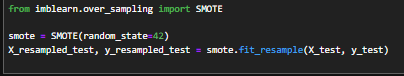 from imblearn.over_sampling import SMOTE
smote = SMOTE(random_state=42)
X_resampled_test, y_resampled_test = smote.fit_resample(X_test, y_test)